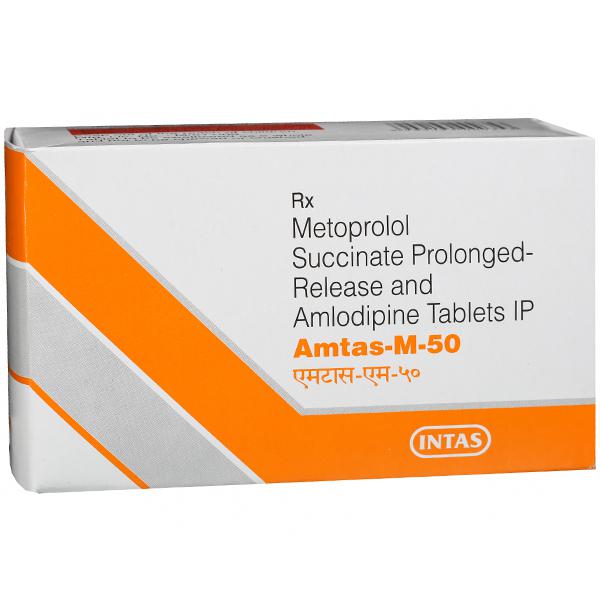 Rx
Metoprolol
Succinate Prolonged-
Release and
Amlodipine Tablets IP
Amtas-M-50
एमटास-एम-५०
INTAS